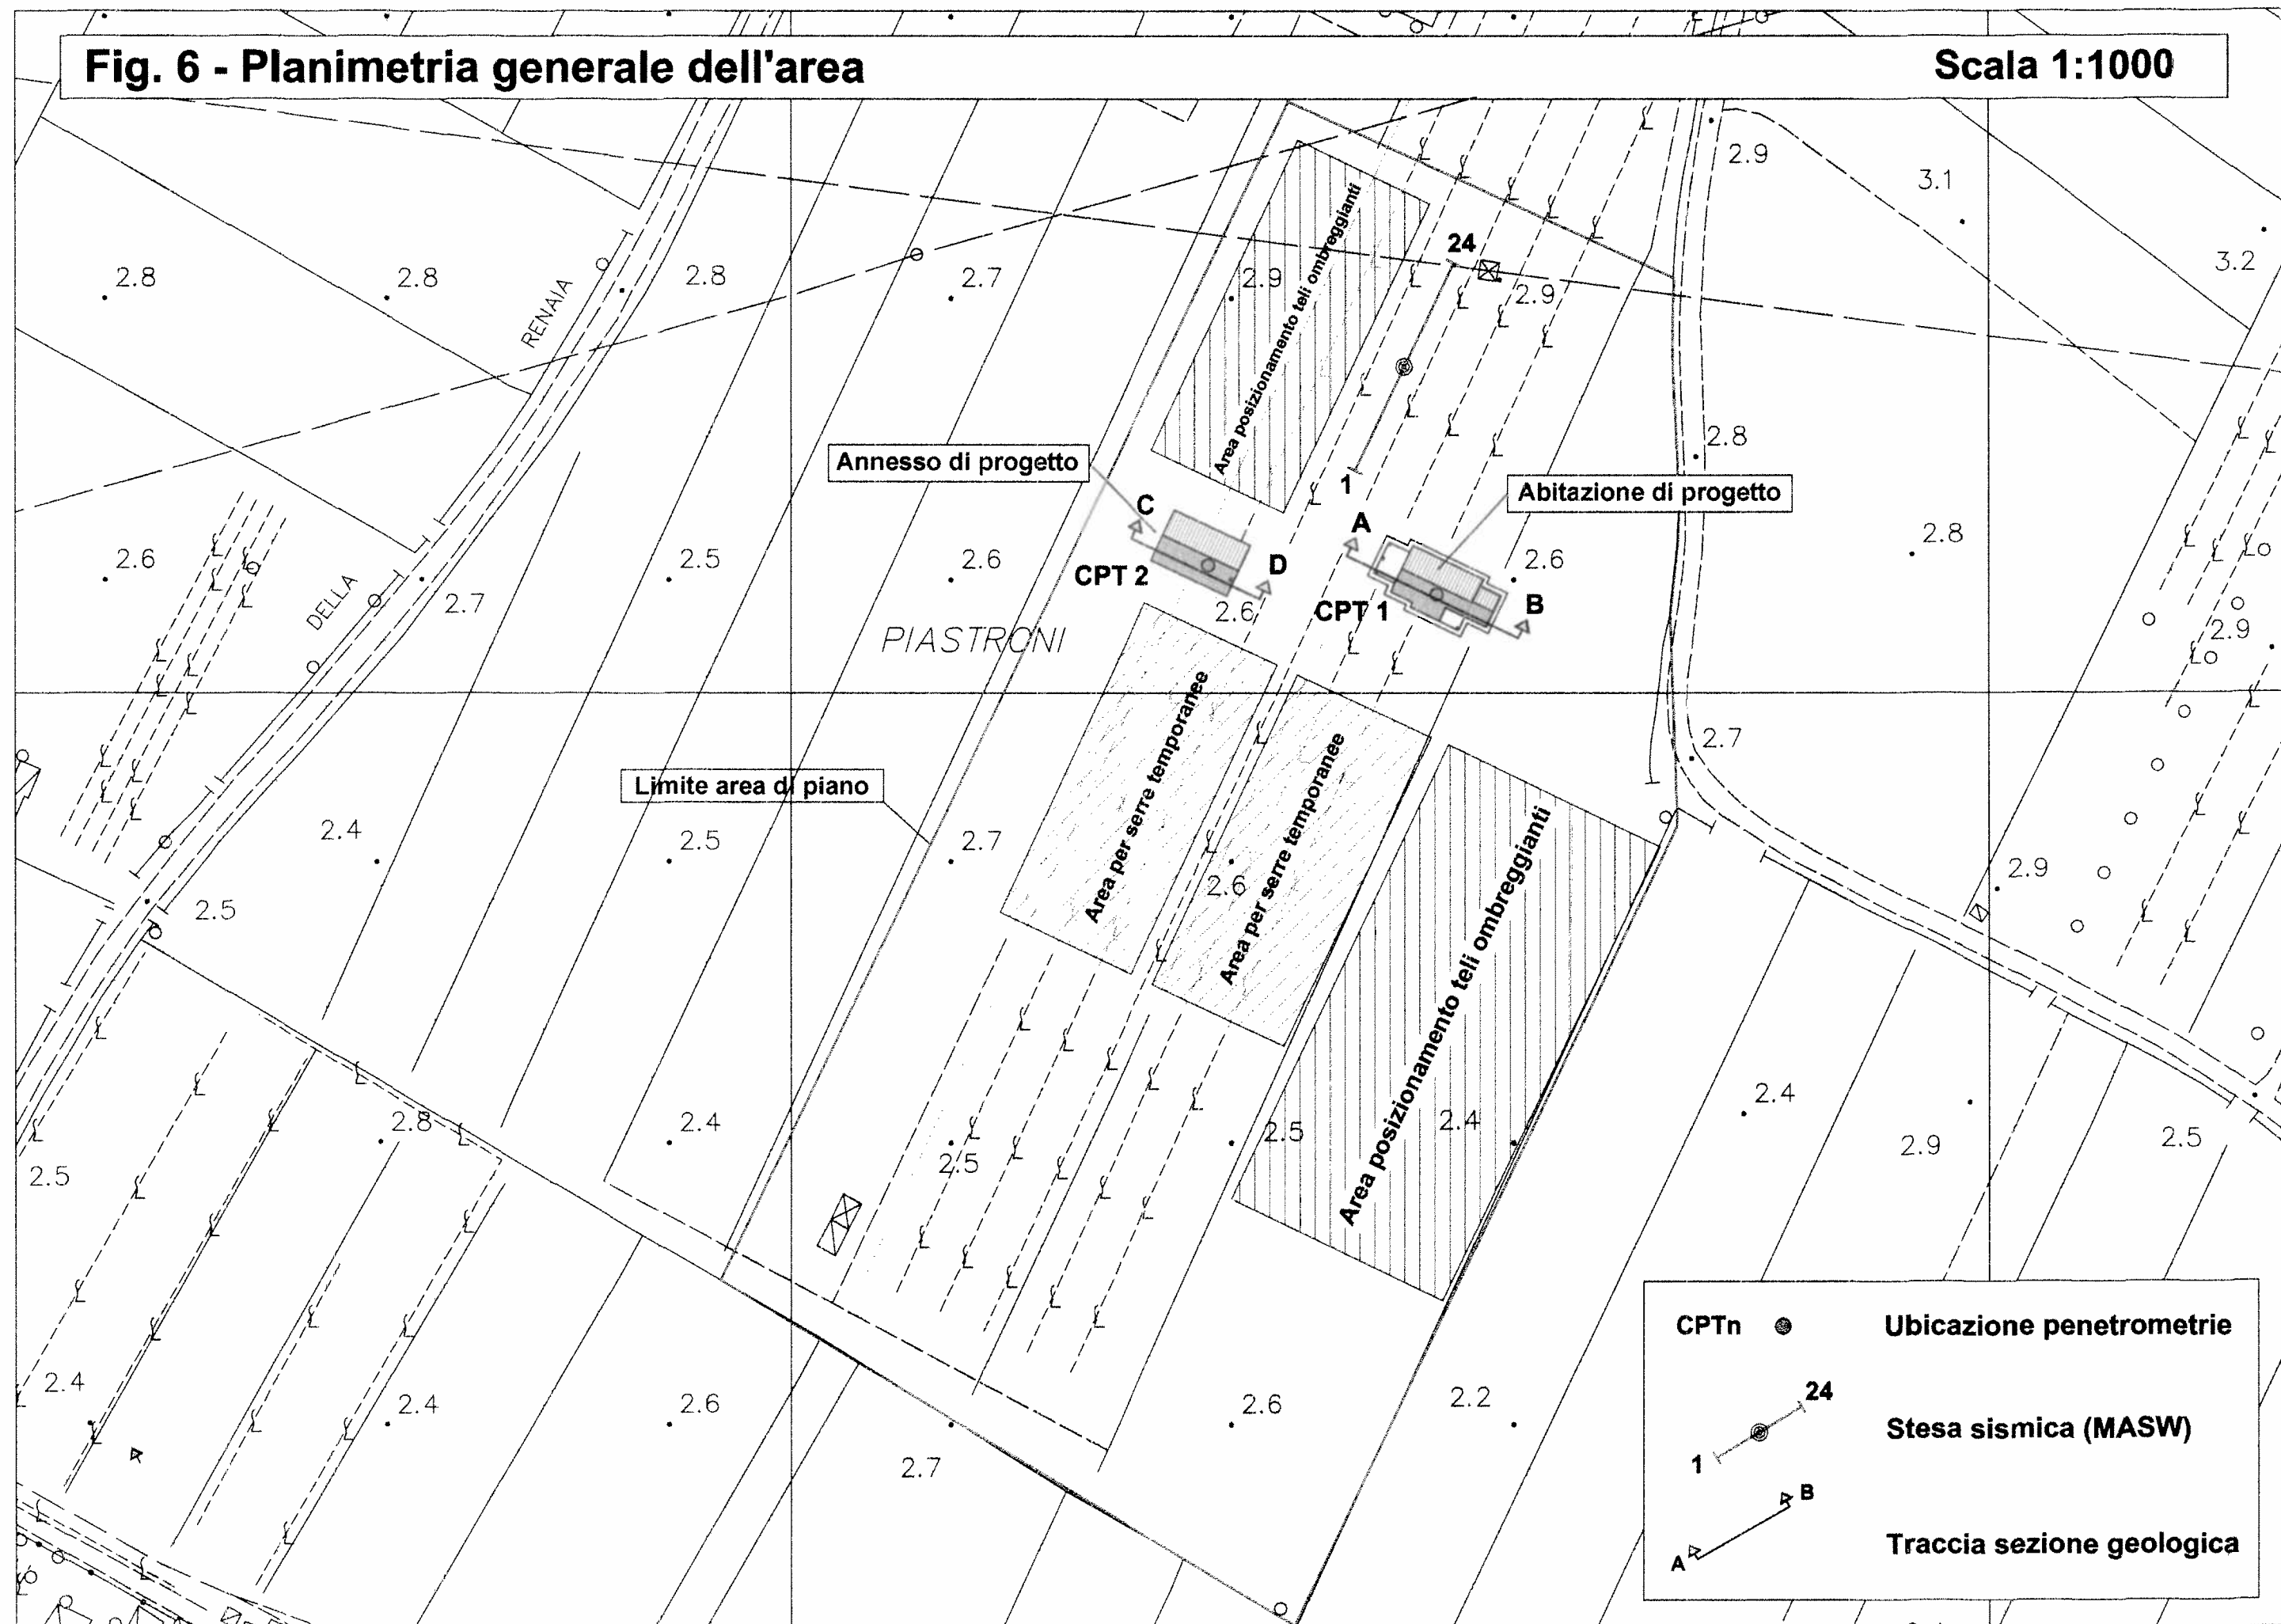 Fig. 6 - Planimetria generale dell'area
Scala 1:1000
2.9
3.1
3.2
2.8
2.8
2.8
2.7
2.9
2.9
24
RENAIA
Area posizionamento teli ombreggianti
2.8
Annesso di progetto
1
Abitazione di progetto
C
A
2.8
2.6
2.5
2.6
2.6
CPT 2
D
DELLA
2.7
2.6
CPT 1
B
2.9
PIASTRONI
Area per serre temporanee
2.7
Area per serre temporanee
Limite area di piano
2.4
2.5
2.7
2.6
2.9
Area posizionamento teli ombreggianti
2.5
2.4
2.8
2.4
2.5
2.4
2.5
2.9
2.5
2.5
CPTn
Ubicazione penetrometrie
2.4
2.4
2.6
2.6
2.2
24
Stesa sismica (MASW)
1
2.7
B
A
Traccia sezione geologica